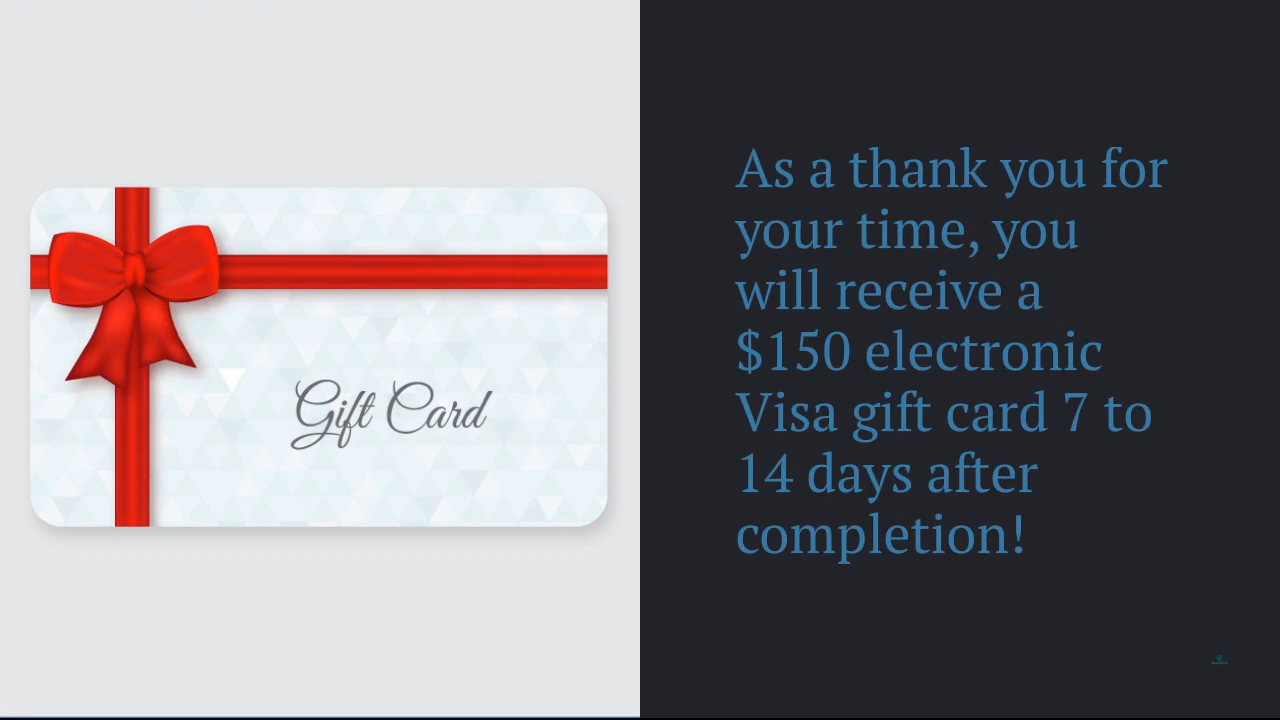 Gift Card
As a thank you for
your time, you
will receive a
$150 electronic
Visa gift card 7 to
14 days after
completion!